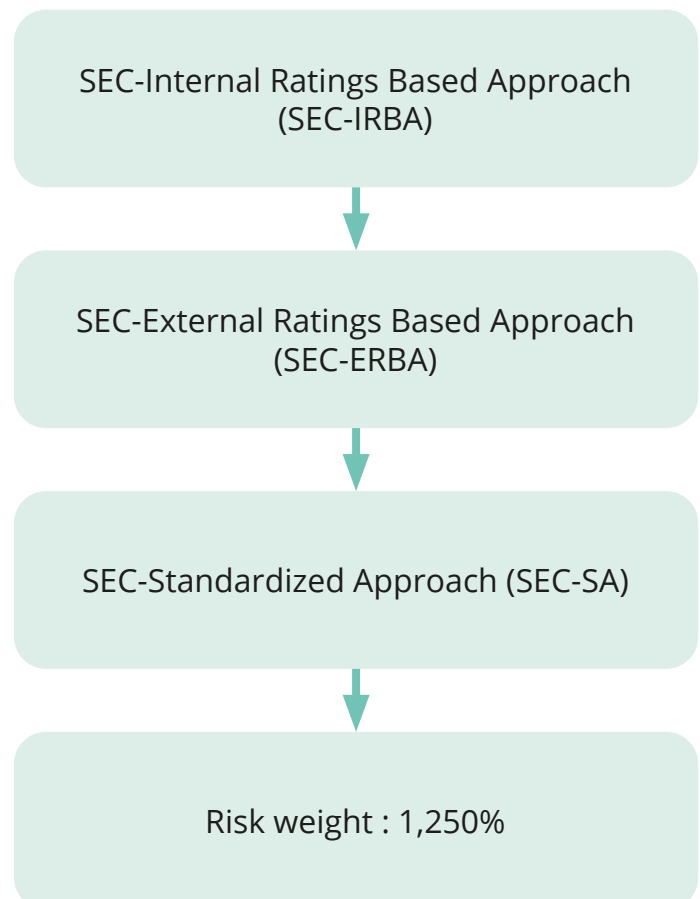 SEC-Internal Ratings Based Approach
(SEC-IRBA)
SEC-External Ratings Based Approach
(SEC-ERBA)
SEC-Standardized Approach (SEC-SA)
Risk weight : 1,250%